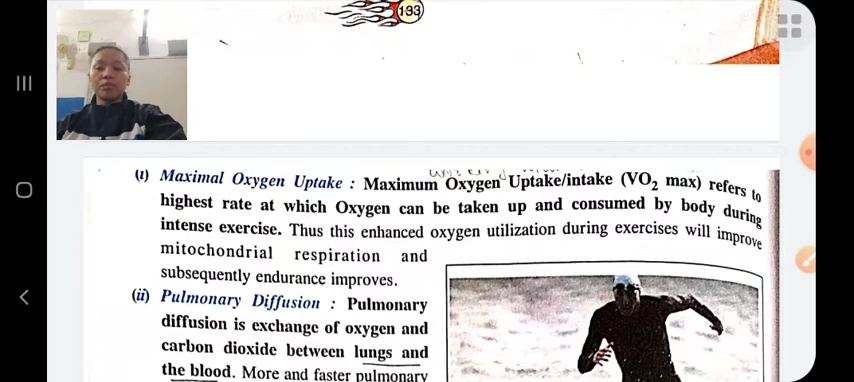 193
(i) Maximal Oxygen Uptake : Maximum Oxygen Uptake/intake (VO₂ max) refers to
highest rate at which Oxygen can be taken up and consumed by body during
intense exercise. Thus this enhanced oxygen utilization during exercises will improve
mitochondrial respiration and
subsequently endurance improves.
(ii) Pulmonary Diffusion : Pulmonary
diffusion is exchange of oxygen and
carbon dioxide between lungs and
the blood. More and faster pulmonary